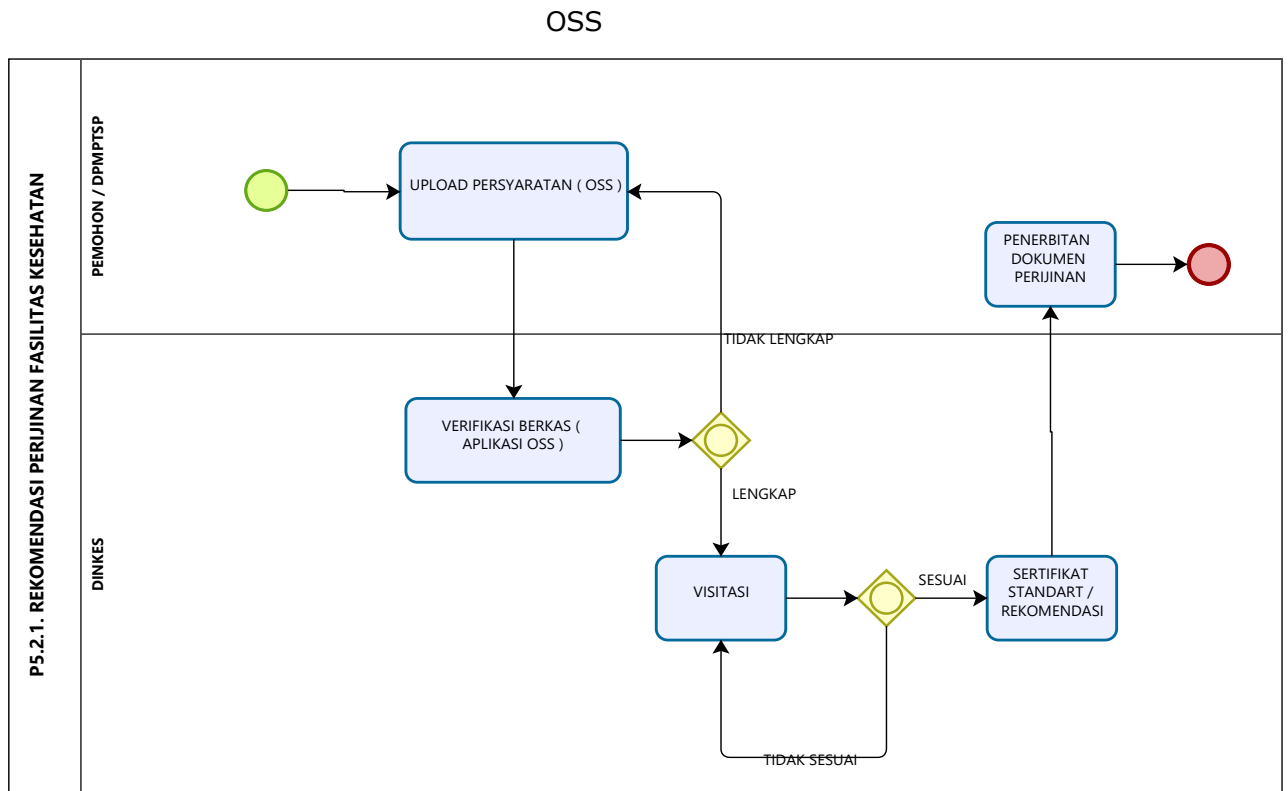 OSS
P5.2.1. REKOMENDASI PERIJINAN FASILITAS KESEHATAN
PEMOHON / DPMPTSP
UPLOAD PERSYARATAN ( OSS )
PENERBITAN
DOKUMEN
PERIJINAN
TIDAK LENGKAP
DINKES
VERIFIKASI BERKAS (
APLIKASI OSS )
LENGKAP
VISITASI
SESUAI
SERTIFIKAT
STANDART /
REKOMENDASI
TIDAK SESUAI